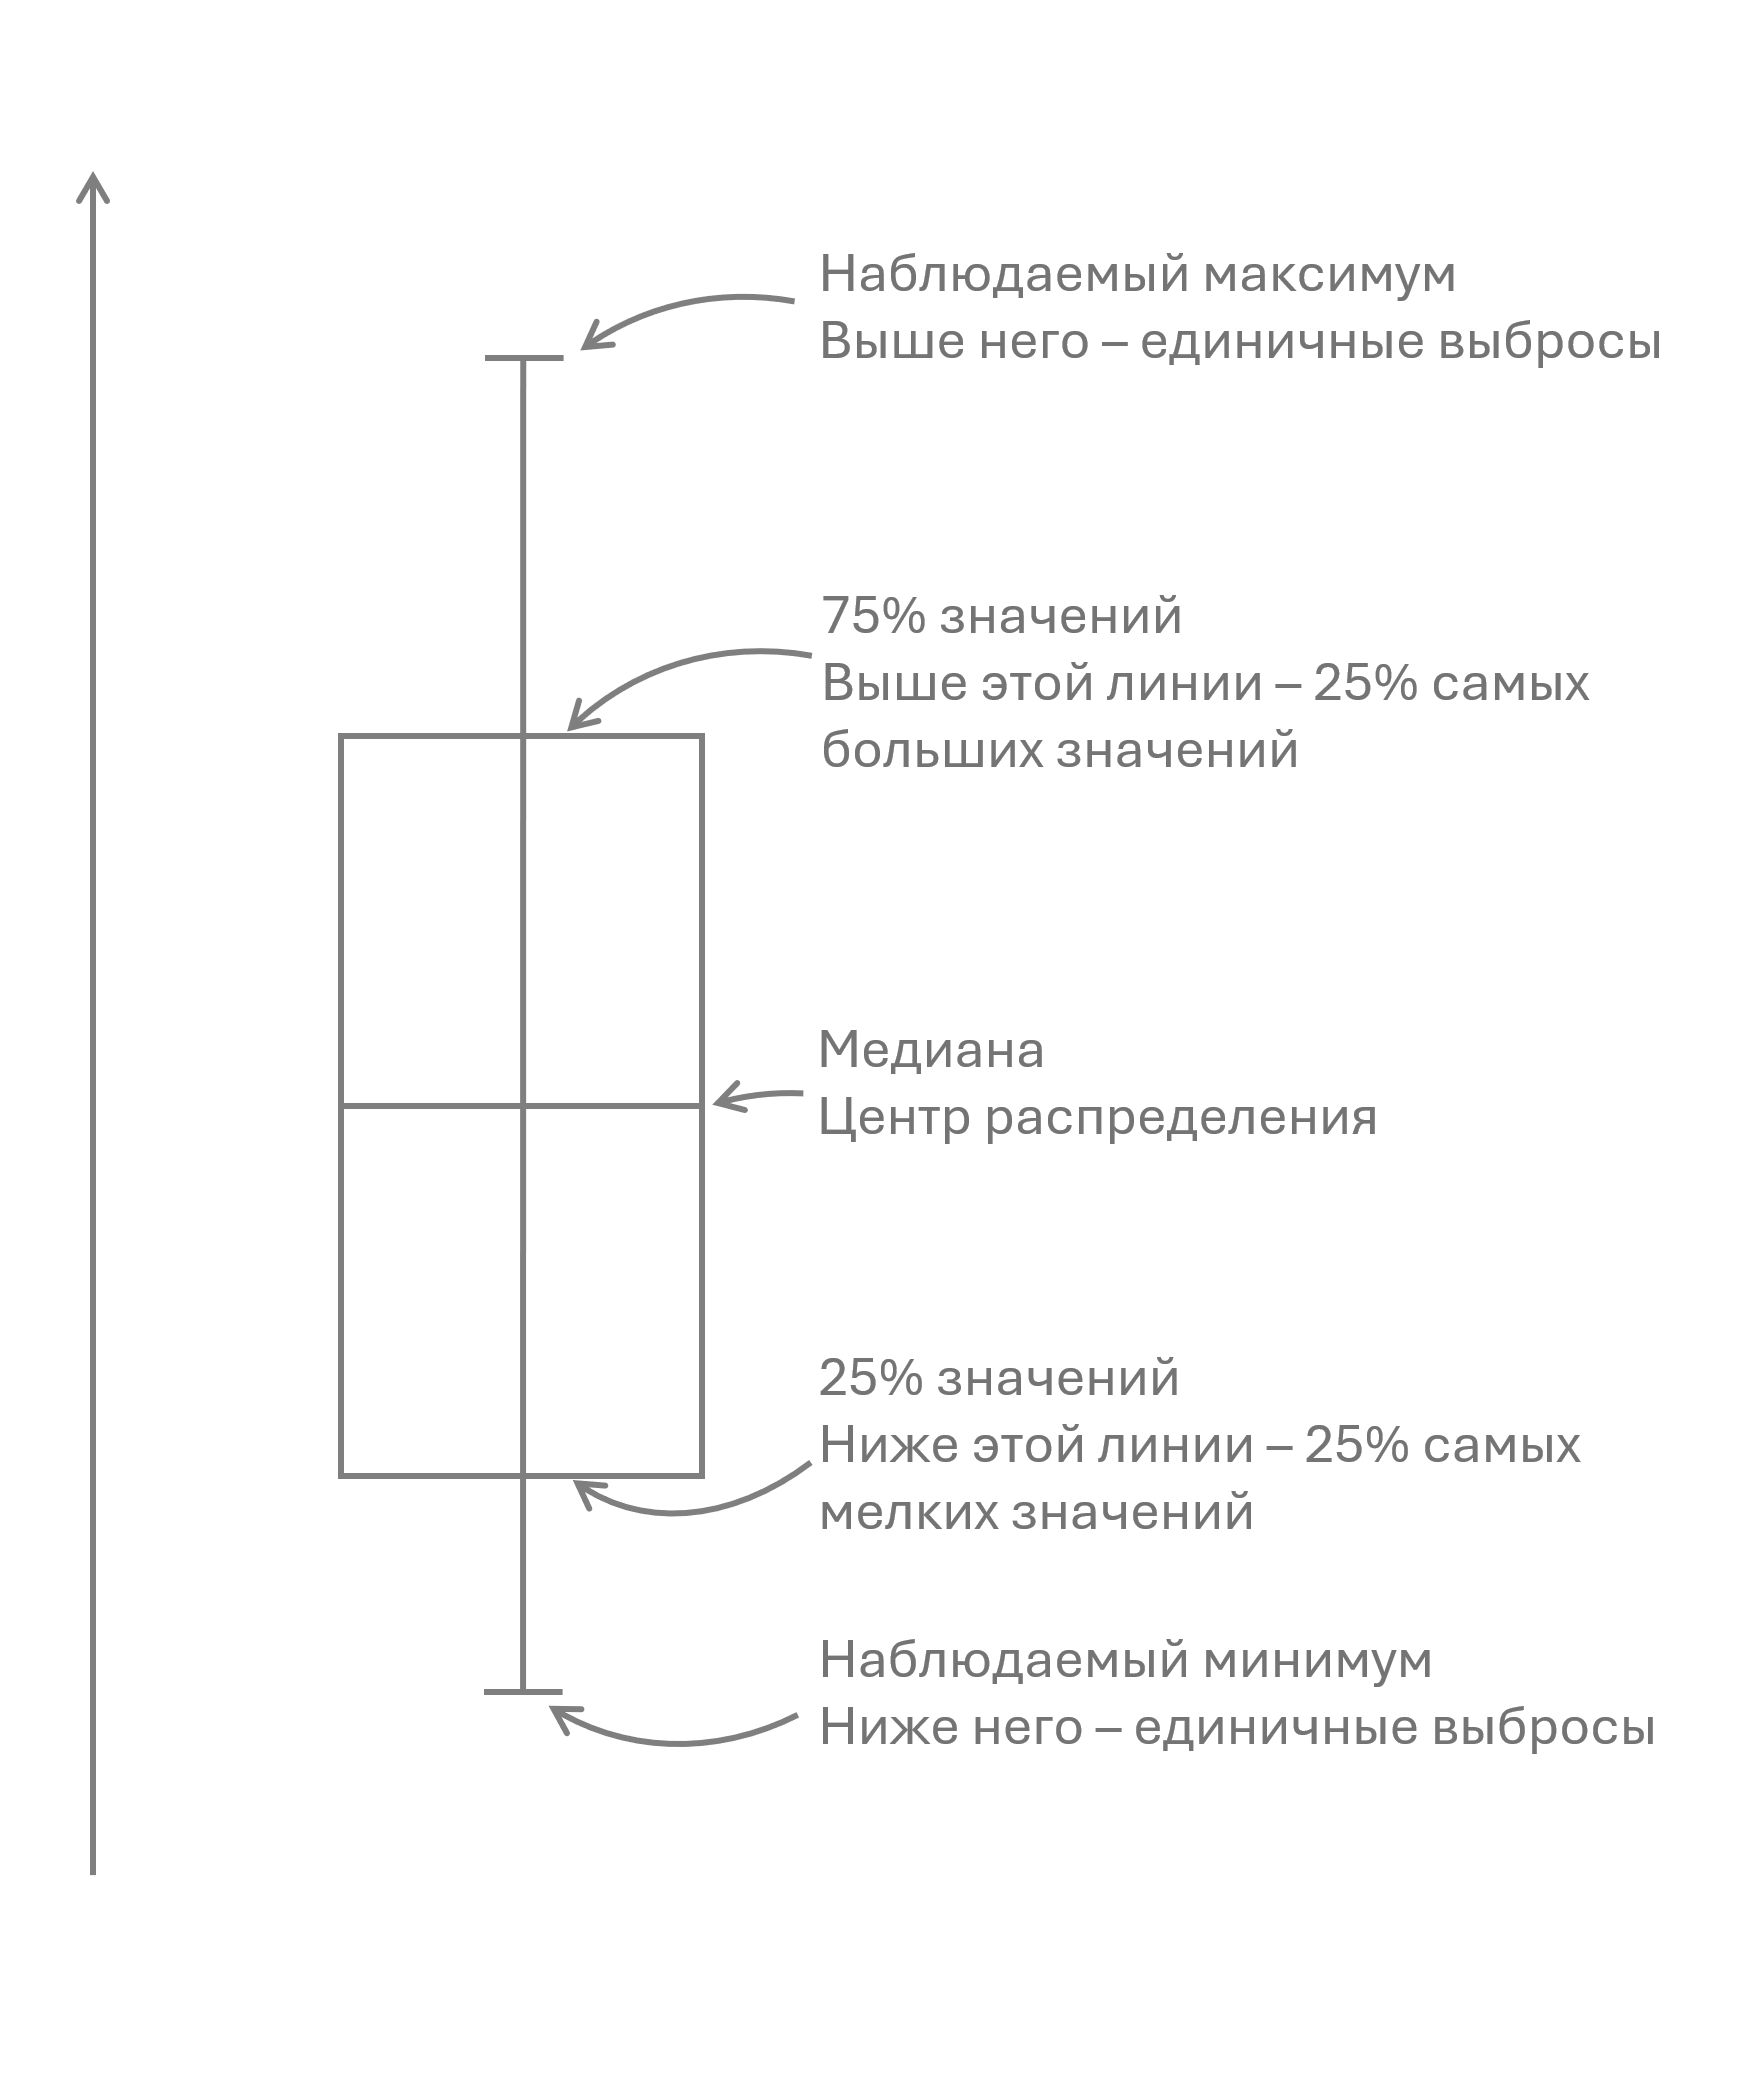 Наблюдаемый максимум
Выше него – единичные выбросы
75% значений
Выше этой линии – 25% самых
больших значений
Медиана
Центр распределения
25% значений
Ниже этой линии – 25% самых
мелких значений
Наблюдаемый минимум
Ниже него – единичные выбросы